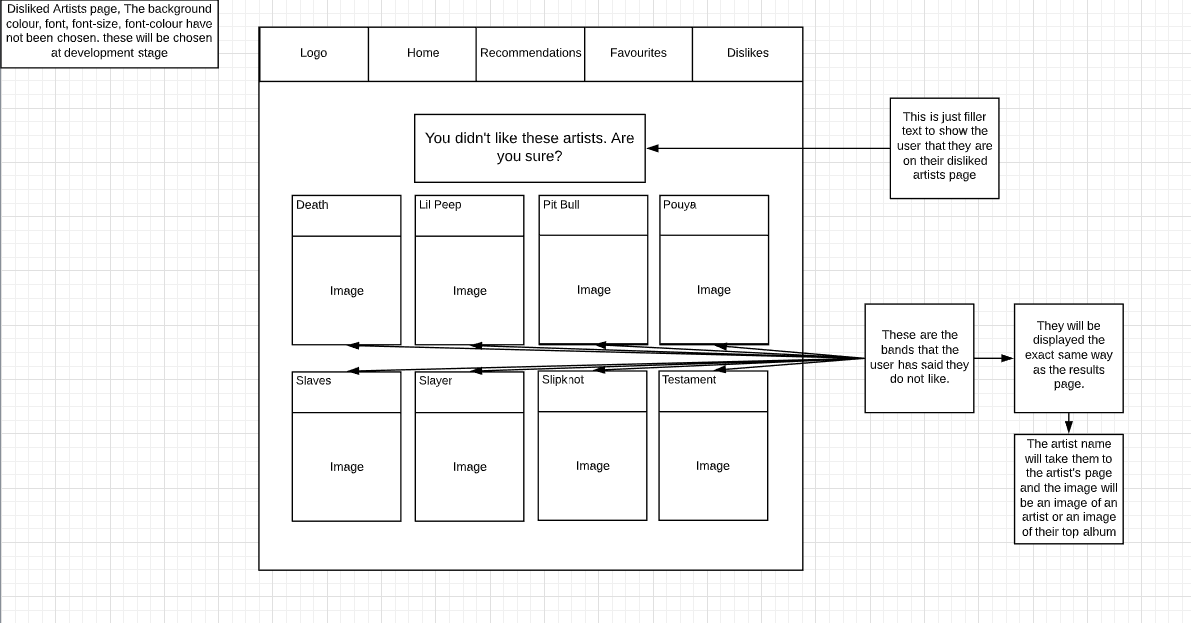 Disliked Artists page, The background
colour, font, font-size, font-colour have
not been chosen. these will be chosen
at development stage
Logo
Home
Recommendations
Favourites
Dislikes
You didn't like these artists. Are
you sure?
This is just filler
text to show the
user that they are
on their disliked
artists page
Death
Lil Peep
Pit Bull
Pouya
Image
Image
Image
Image
These are the
bands that the
user has said they
do not like.
They will be
displayed the
exact same way
as the results
page.
Slaves
Slayer
Slipknot
Testament
Image
Image
Image
Image
The artist name
will take them to
the artist's page
and the image will
be an image of an
artist or an image
of their top album